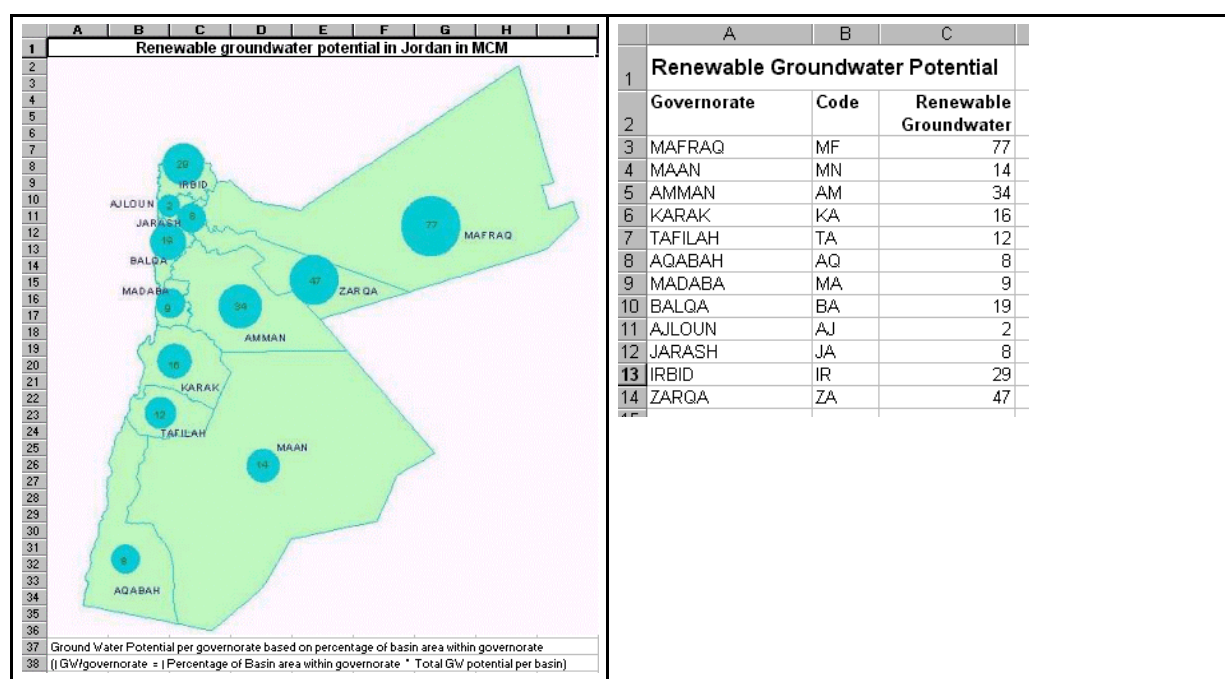 A B C D E F G H I
1 Renewable groundwater potential in Jordan in MCM
2
3
4
5
6
7
8 29
9 IRBID
10 AJLOUN 2
11 JARASH 8
12 77 MAFRAQ
13 19
14 BALQA
15 47
16 MADABA ZARQA
17 9 34
18
19 AMMAN
20 16
21
22 KARAK
23 12
24 TAFILAH
25 MAAN
26 14
27
28
29
30
31
32 8
33
34 AQABAH
35
36
37 Ground Water Potential per governorate based on percentage of basin area within governorate
38 (| GW/governorate = | Percentage of Basin area within governorate * Total GW potential per basin)
A B C
1 Renewable Groundwater Potential
Governorate Code Renewable
2 Groundwater
3 MAFRAQ MF 77
4 MAAN MN 14
5 AMMAN AM 34
6 KARAK KA 16
7 TAFILAH TA 12
8 AQABAH AQ 8
9 MADABA MA 9
10 BALQA BA 19
11 AJLOUN AJ 2
12 JARASH JA 8
13 IRBID IR 29
14 ZARQA ZA 47